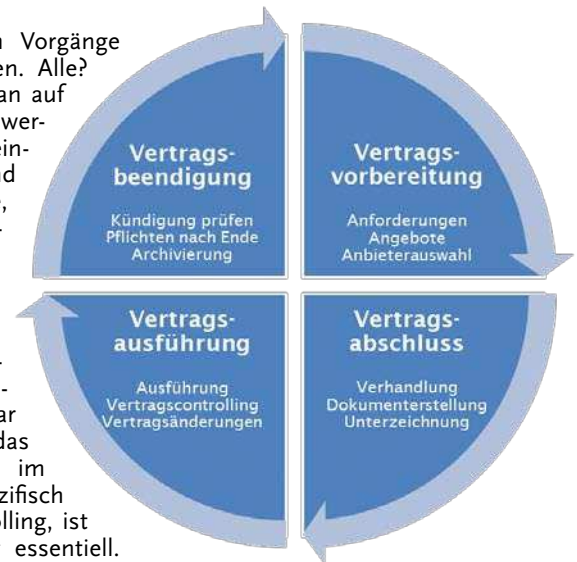 Vorgänge
en. Alle?
an auf
wer-
ein-
nd
ar
das
im
zifisch
olling, ist
essentiell.
Vertrags-
beendigung
Kündigung prüfen
Pflichten nach Ende
Archivierung
Vertrags-
vorbereitung
Anforderungen
Angebote
Anbieterauswahl
Vertrags-
ausführung
Ausführung
Vertragscontrolling
Vertragsänderungen
Vertrags-
abschluss
Verhandlung
Dokumenterstellung
Unterzeichnung